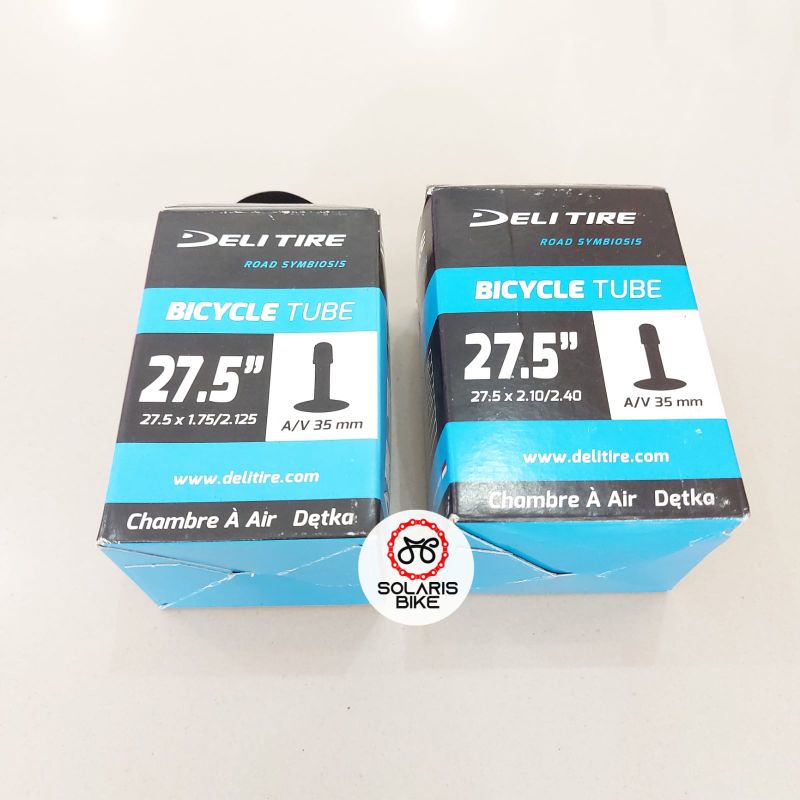 DELI TIRE
ROAD SYMBIOSIS
BICYCLE TUBE
27.5”
27.5 x 1.75/2.125
A/V 35 mm
www.delitire.com
Chambre À Air Dętka
DELI TIRE
ROAD SYMBIOSIS
BICYCLE TUBE
27.5”
27.5 x 2.10/2.40
A/V 35 mm
www.delitire.com
Chambre À Air Dętka
SOLARIS
BIKE